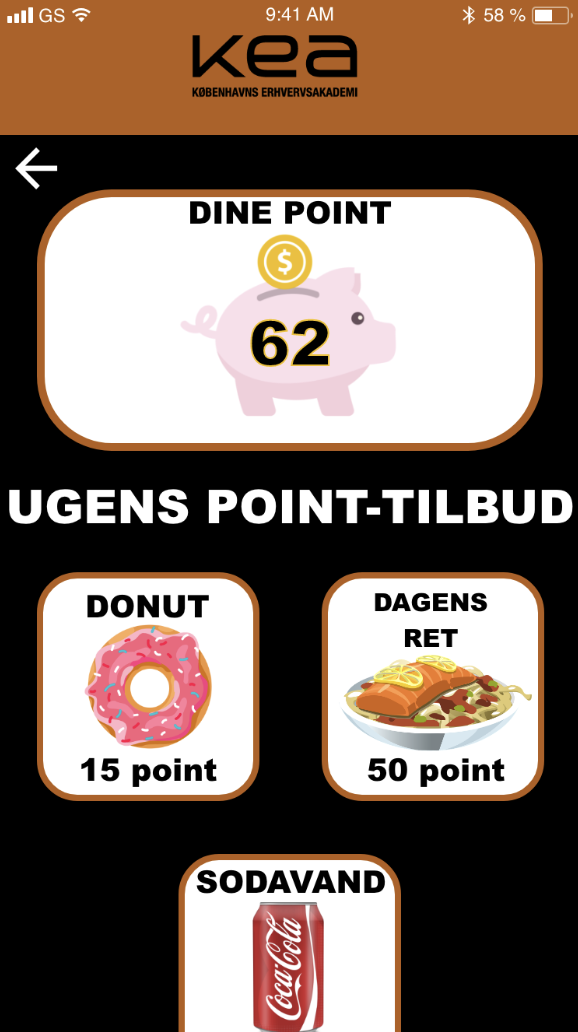 GS 9:41 AM 58 %
kea
KØBENHAVNS ERHVERVSAKADEMI
DINE POINT
$
62
UGENS POINT-TILBUD
DONUT
15 point
DAGENS
RET
50 point
SODAVAND
Coca-Cola